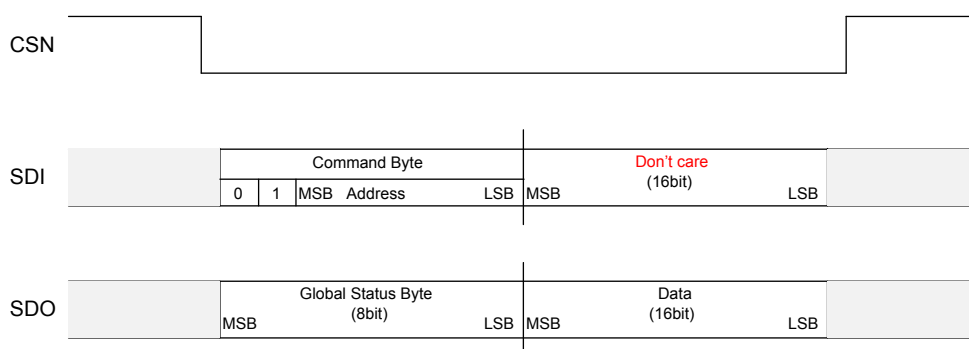 CSN
SDI
Command Byte
0 1 MSB Address LSB
Don't care
(16bit)
MSB LSB
SDO
Global Status Byte
(8bit)
MSB LSB
Data
(16bit)
MSB LSB